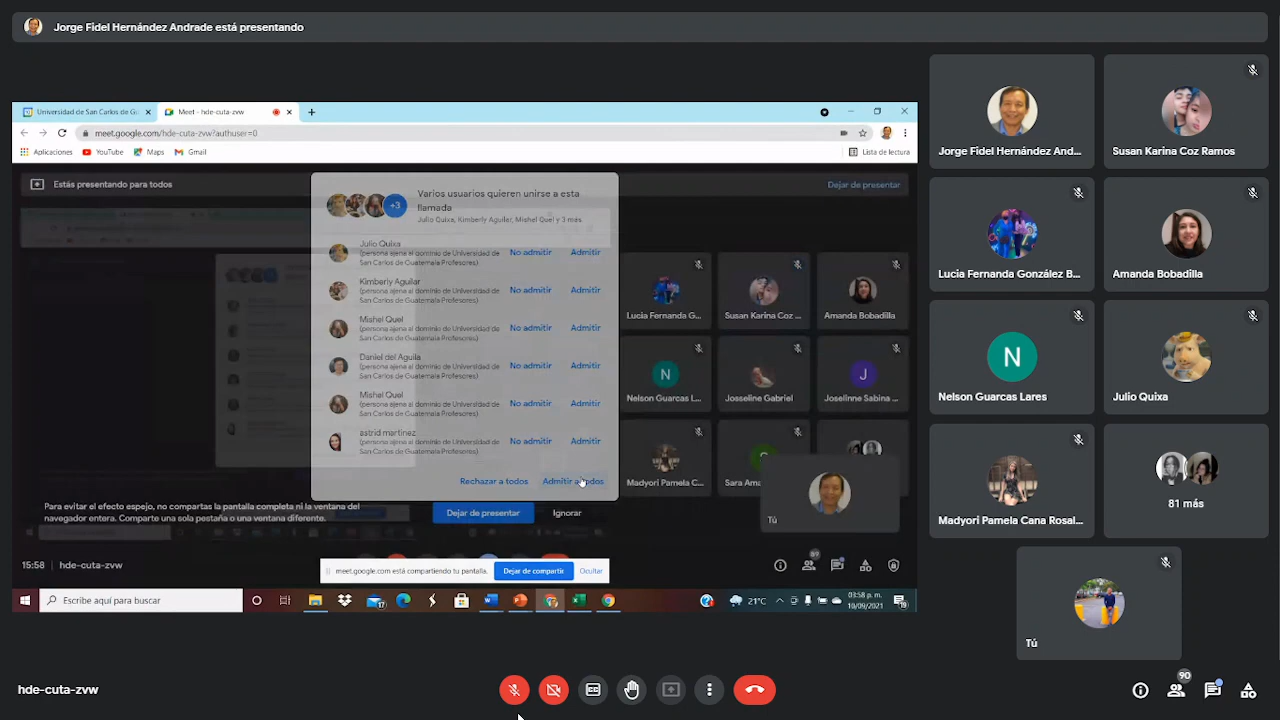 Jorge Fidel Hernández Andrade está presentando
Universidad de San Carlos de Gu
Meet - hde-cuta-zvw
meet.google.com/hde-cuta-zvw?authuser=0
Aplicaciones
YouTube
Maps
Gmail
Lista de lectura
Estás presentando para todos
Dejar de presentar
+3
Varios usuarios quieren unirse a esta
llamada
Julio Quixa, Kimberly Aguilar, Mishel Quel y 3 más
Julio Quixa
(persona ajena al dominio de Universidad de
San Carlos de Guatemala Profesores)
No admitir
Admitir
Kimberly Aguilar
(persona ajena al dominio de Universidad de
San Carlos de Guatemala Profesores)
No admitir
Admitir
Mishel Quel
(persona ajena al dominio de Universidad de
San Carlos de Guatemala Profesores)
No admitir
Admitir
Daniel del Aguila
(persona ajena al dominio de Universidad de
San Carlos de Guatemala Profesores)
No admitir
Admitir
Mishel Quel
(persona ajena al dominio de Universidad de
San Carlos de Guatemala Profesores)
No admitir
Admitir
astrid martinez
(persona ajena al dominio de Universidad de
San Carlos de Guatemala Profesores)
No admitir
Admitir
Rechazar a todos
Admitir a todos
Lucia Fernanda G...
Susan Karina Coz ...
Amanda Bobadilla
N
J
Nelson Guarcas L...
Josseline Gabriel
Joselinne Sabina ...
Madyori Pamela C...
Sara Ama
Tú
Para evitar el efecto espejo, no compartas la pantalla completa ni la ventana del
navegador entera. Comparte una sola pestaña o una ventana diferente.
Dejar de presentar
Ignorar
15:58
hde-cuta-zvw
meet.google.com está compartiendo tu pantalla.
Dejar de compartir
Ocultar
Escribe aquí para buscar
21°C
03:58 p. m.
10/09/2021
19
Jorge Fidel Hernández And...
Susan Karina Coz Ramos
Lucia Fernanda González B...
Amanda Bobadilla
N
Nelson Guarcas Lares
Julio Quixa
Madyori Pamela Cana Rosal...
81 más
Tú
hde-cuta-zvw
90